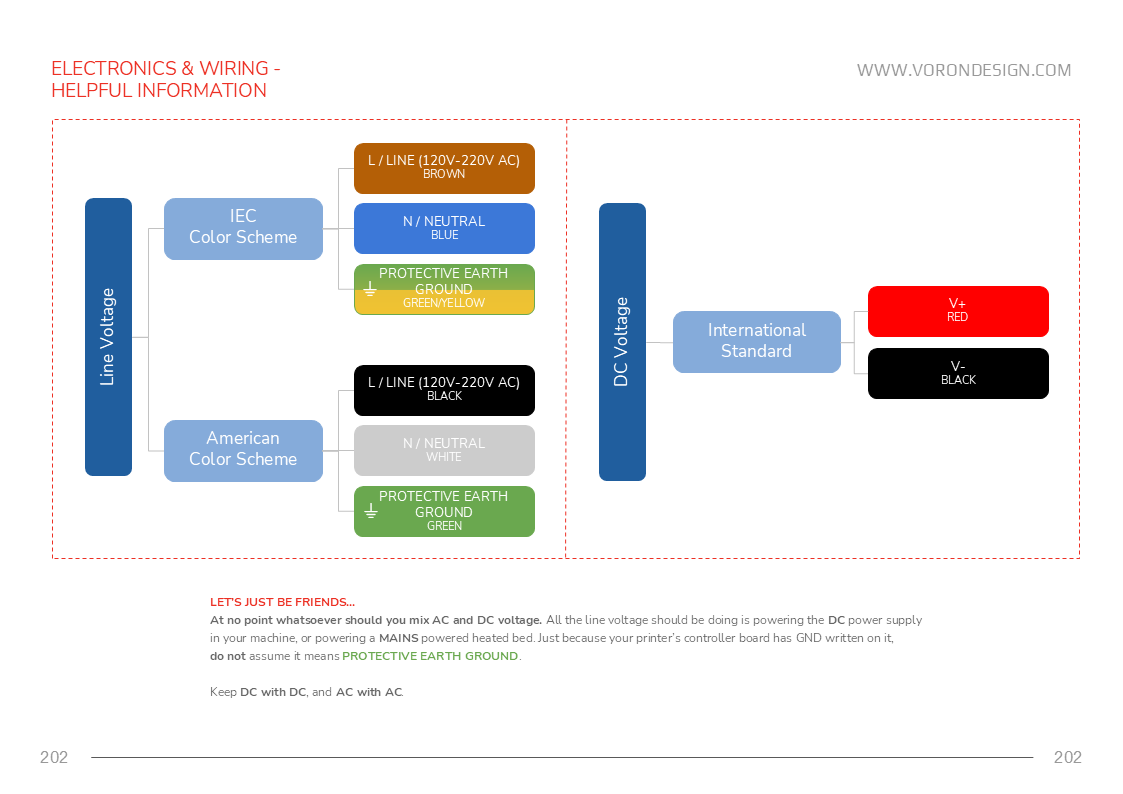 ELECTRONICS & WIRING -
HELPFUL INFORMATION
WWW.VORONDESIGN.COM
Line Voltage
IEC
Color Scheme
L / LINE (120V-220V AC)
BROWN
N / NEUTRAL
BLUE
PROTECTIVE EARTH
GROUND
GREEN/YELLOW
American
Color Scheme
L / LINE (120V-220V AC)
BLACK
N / NEUTRAL
WHITE
PROTECTIVE EARTH
GROUND
GREEN
DC Voltage
International
Standard
V+
RED
V-
BLACK
LET'S JUST BE FRIENDS...
At no point whatsoever should you mix AC and DC voltage. All the line voltage should be doing is powering the DC power supply
in your machine, or powering a MAINS powered heated bed. Just because your printer's controller board has GND written on it,
do not assume it means PROTECTIVE EARTH GROUND.
Keep DC with DC, and AC with AC.
202
202